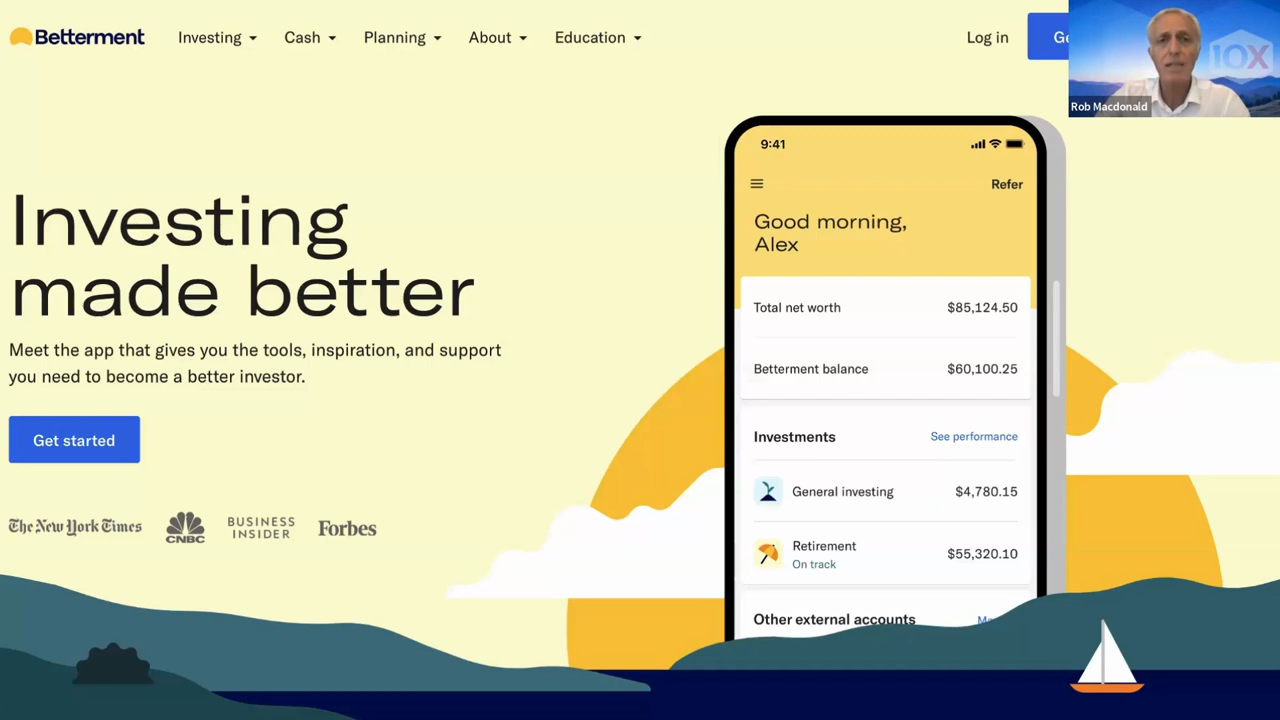 Betterment
Investing
Cash
Planning
About
Education
Log in
Rob Macdonald
10X
Investing
made better
Meet the app that gives you the tools, inspiration, and support
you need to become a better investor.
Get started
The New York Times
CNBC
BUSINESS
INSIDER
Forbes
9:41
Refer
Good morning,
Alex
Total net worth $85,124.50
Betterment balance $60,100.25
Investments See performance
General investing $4,780.15
Retirement $55,320.10
On track
Other external accounts